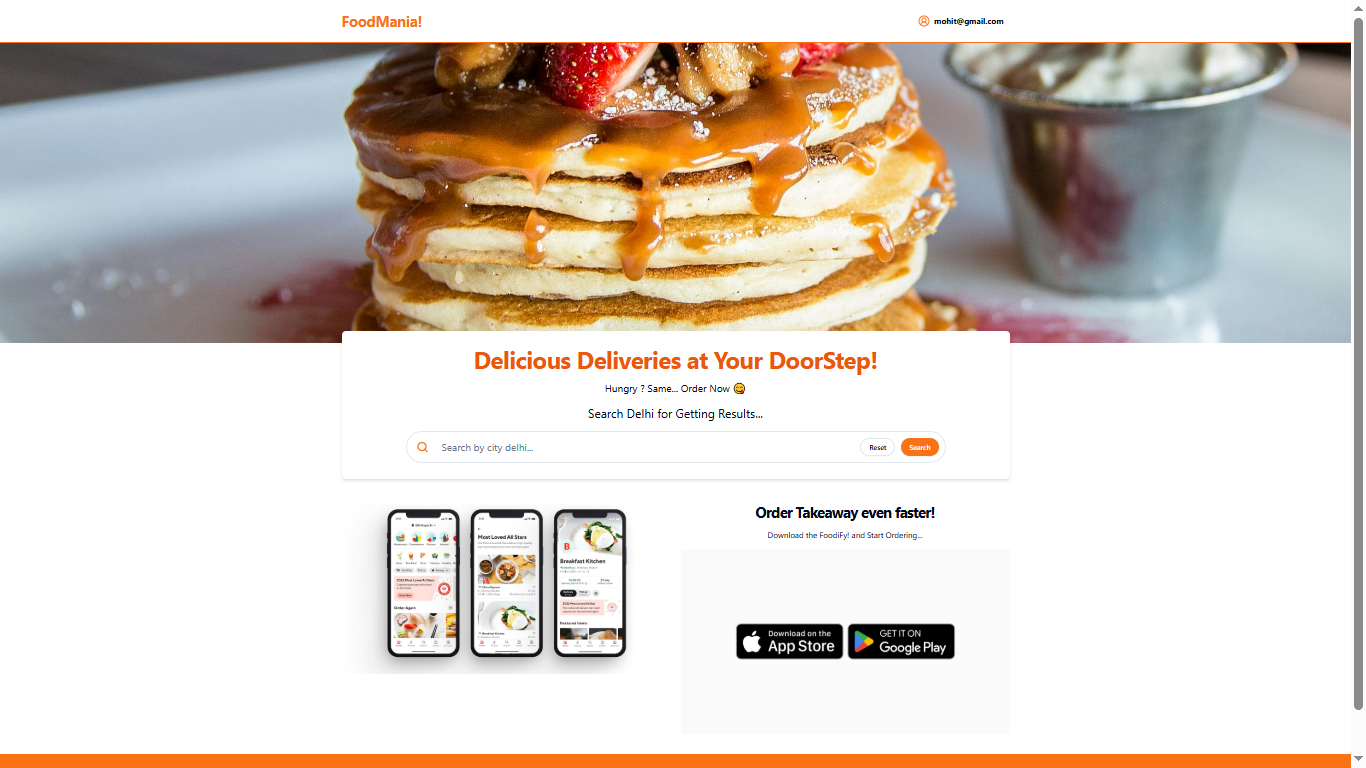 FoodMania!
mohit@gmail.com
Delicious Deliveries at Your DoorStep!
Hungry ? Same... Order Now 😋
Search Delhi for Getting Results...
Search by city delhi...
Reset
Search
Order Takeaway even faster!
Download the FoodiFy! and Start Ordering...
Most Loved All Stars
Breakfast Kitchen
Order Again
Featured Items
Download on the
App Store
GET IT ON
Google Play